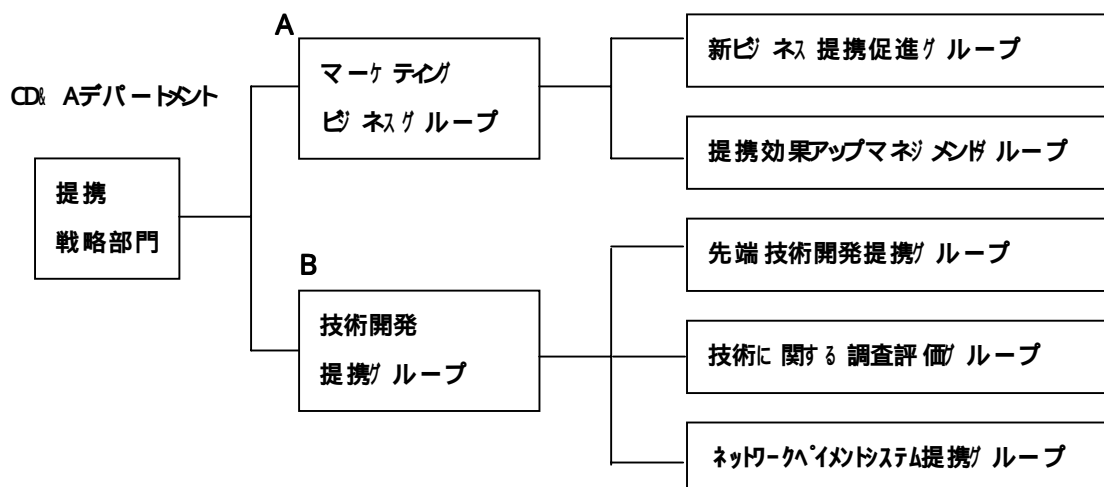 CD& Aデパートメント
提携
戦略部門
A
マーケティング
ビジネスグループ
B
技術開発
提携グループ
新ビジネス提携促進グループ
提携効果アップマネジメントグループ
先端技術開発提携グループ
技術に関する調査評価グループ
ネットワークペイメントシステム提携グループ